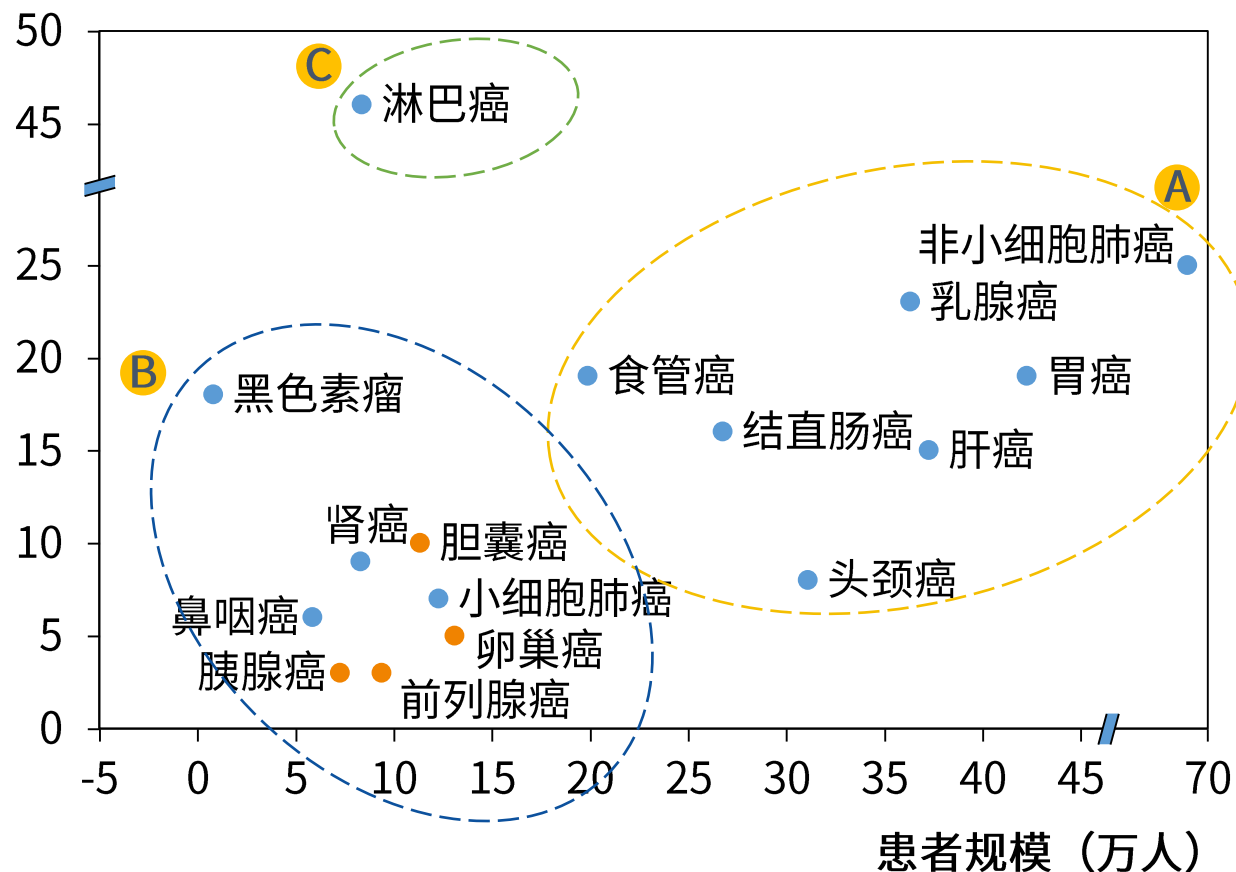 50
C
淋巴癌
45
A
非小细胞肺癌
25
乳腺癌
20
B
食管癌
胃癌
黑色素瘤
结直肠癌
15
肝癌
肾癌
10
胆囊癌
头颈癌
小细胞肺癌
鼻咽癌
5
卵巢癌
胰腺癌
前列腺癌
0
-5 0 5 10 15 20 25 30 35 40 45 70
患者规模（万人）